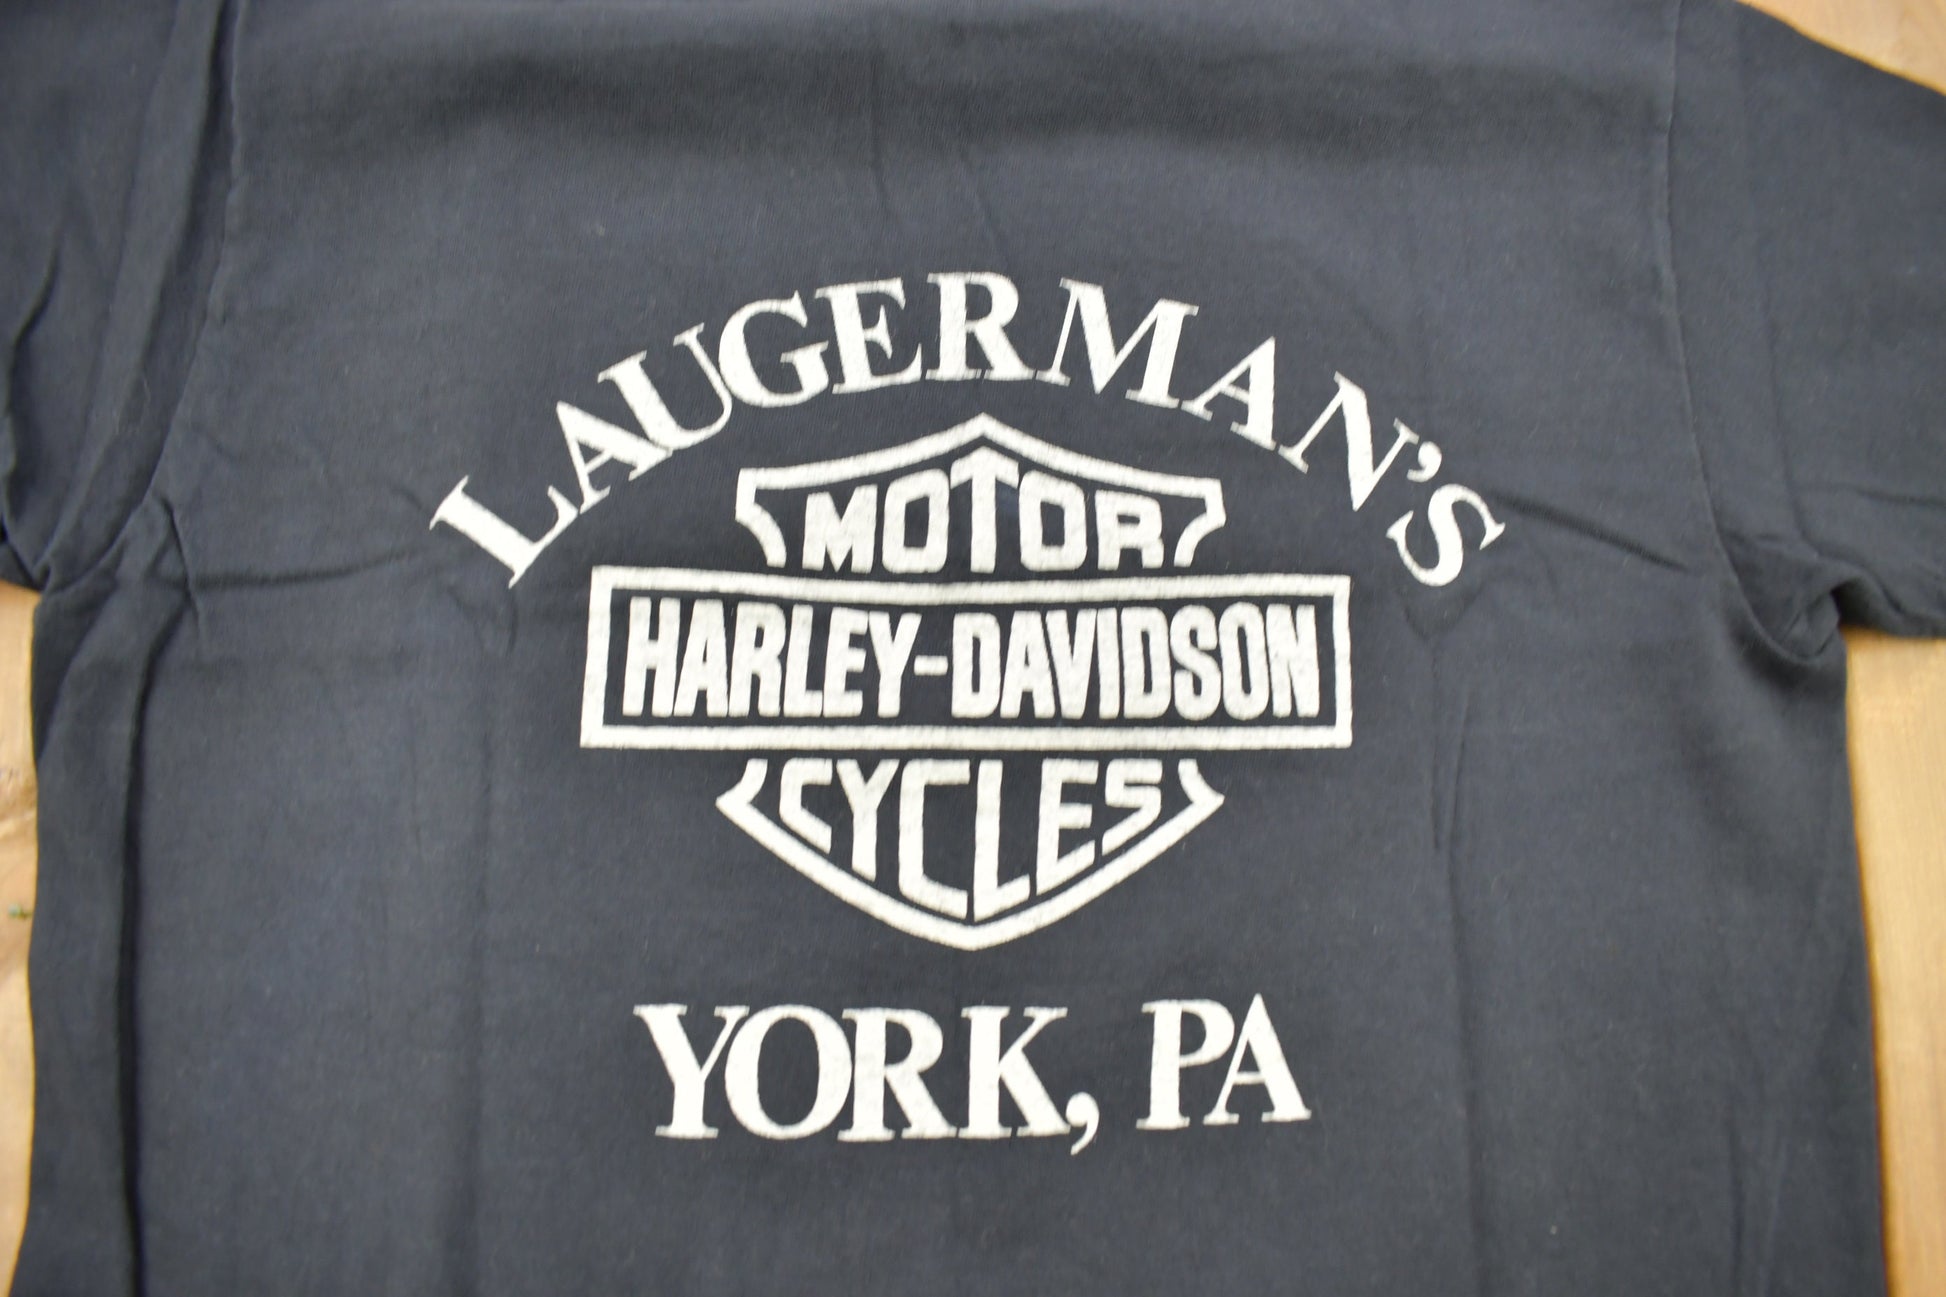 LAUGERMAN'S
MOTOR
HARLEY-DAVIDSON
CYCLES
YORK, PA